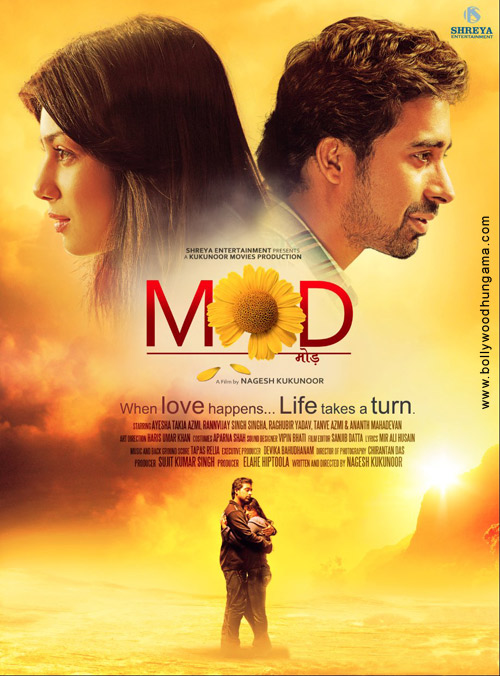 SHREYA
ENTERTAINMENT
www.bollywoodhungama.com
SHREYA ENTERTAINMENT PRESENTS
A KUKUNOOR MOVIES PRODUCTION
MOD
मोड़
A Film by NAGESH KUKUNOOR
When love happens... Life takes a turn.
STARRING AYESHA TAKIA AZMI, RANNVIJAY SINGH SINGHA, RAGHUBIR YADAV, TANVE AZMI & ANANTH MAHADEVAN
ART DIRECTION HARIS UMAR KHAN COSTUMES APARNA SHAH SOUND DESIGNER VIPIN BHATI FILM EDITOR SANJIB DATTA LYRICS MIR ALI HUSAIN
MUSIC AND BACK GROUND SCORE TAPAS RELIA EXECUTIVE PRODUCER DEVIKA BAHUDHANAM DIRECTOR OF PHOTOGRAPHY CHIRANTAN DAS
PRODUCER SUJIT KUMAR SINGH PRODUCER ELAHE HIPTOOLA WRITTEN AND DIRECTED BY NAGESH KUKUNOOR